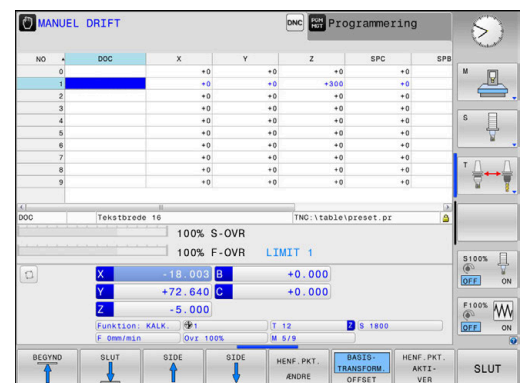 MANUEL DRIFT
DNC
PGM MGT
Programmering
NO DOC X Y Z SPC SPB
0 +0 +0 +0 +0
1 +0 +0 +300 +0
2 +0 +0 +0 +0
3 +0 +0 +0 +0
4 +0 +0 +0 +0
5 +0 +0 +0 +0
6 +0 +0 +0 +0
7 +0 +0 +0 +0
8 +0 +0 +0 +0
9 +0 +0 +0 +0
DOC Tekstbrede 16 TNC:\table\preset.pr
100% S-OVR
100% F-OVR LIMIT 1
X -18.003 B +0.000
Y +72.640 C +0.000
Z -5.000
Funktion: KALK. 1 T 12 Z S 1800
F 0mm/min Ovr 100% M 5/9
M
S
T
S100%
OFF ON
F100%
OFF ON
BEGYND
SLUT
SIDE
SIDE
HENF.PKT.
ÆNDRE
BASIS-
TRANSFORM.
OFFSET
HENF.PKT.
AKTI-
VER
SLUT